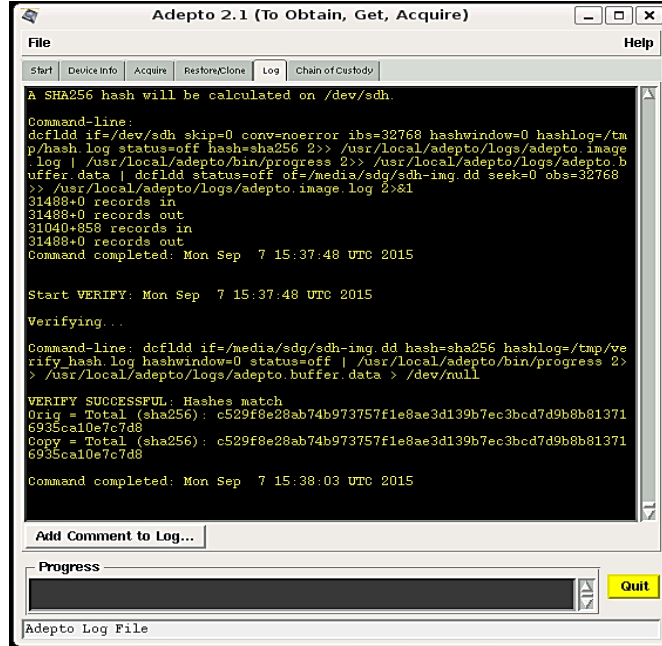 Adepto 2.1 (To Obtain, Get, Acquire)
File Help
Start Device Info Acquire Restore/Clone Log Chain of Custody
A SHA256 hash will be calculated on /dev/sdh.
Command-line:
dcfldd if=/dev/sdh skip=0 conv=noerror ibs=32768 hashwindow=0 hashlog=/tm
p/hash.log status=off hash=sha256 2>> /usr/local/adepto/logs/adepto.image
.log | /usr/local/adepto/bin/progress 2>> /usr/local/adepto/logs/adepto.b
uffer.data | dcfldd status=off of=/media/sdg/sdh-img.dd seek=0 obs=32768
>> /usr/local/adepto/logs/adepto.image.log 2>&1
31488+0 records in
31488+0 records out
31040+858 records in
31488+0 records out
Command completed: Mon Sep  7 15:37:48 UTC 2015
Start VERIFY: Mon Sep  7 15:37:48 UTC 2015
Verifying...
Command-line: dcfldd if=/media/sdg/sdh-img.dd hash=sha256 hashlog=/tmp/ve
rify_hash.log hashwindow=0 status=off | /usr/local/adepto/bin/progress 2>
> /usr/local/adepto/logs/adepto.buffer.data > /dev/null
VERIFY SUCCESSFUL: Hashes match
Orig = Total (sha256): c529f8e28ab74b973757f1e8ae3d139b7ec3bcd7d9b8b81371
6935ca10e7c7d8
Copy = Total (sha256): c529f8e28ab74b973757f1e8ae3d139b7ec3bcd7d9b8b81371
6935ca10e7c7d8
Command completed: Mon Sep  7 15:38:03 UTC 2015
Add Comment to Log...
Progress
Quit
Adepto Log File